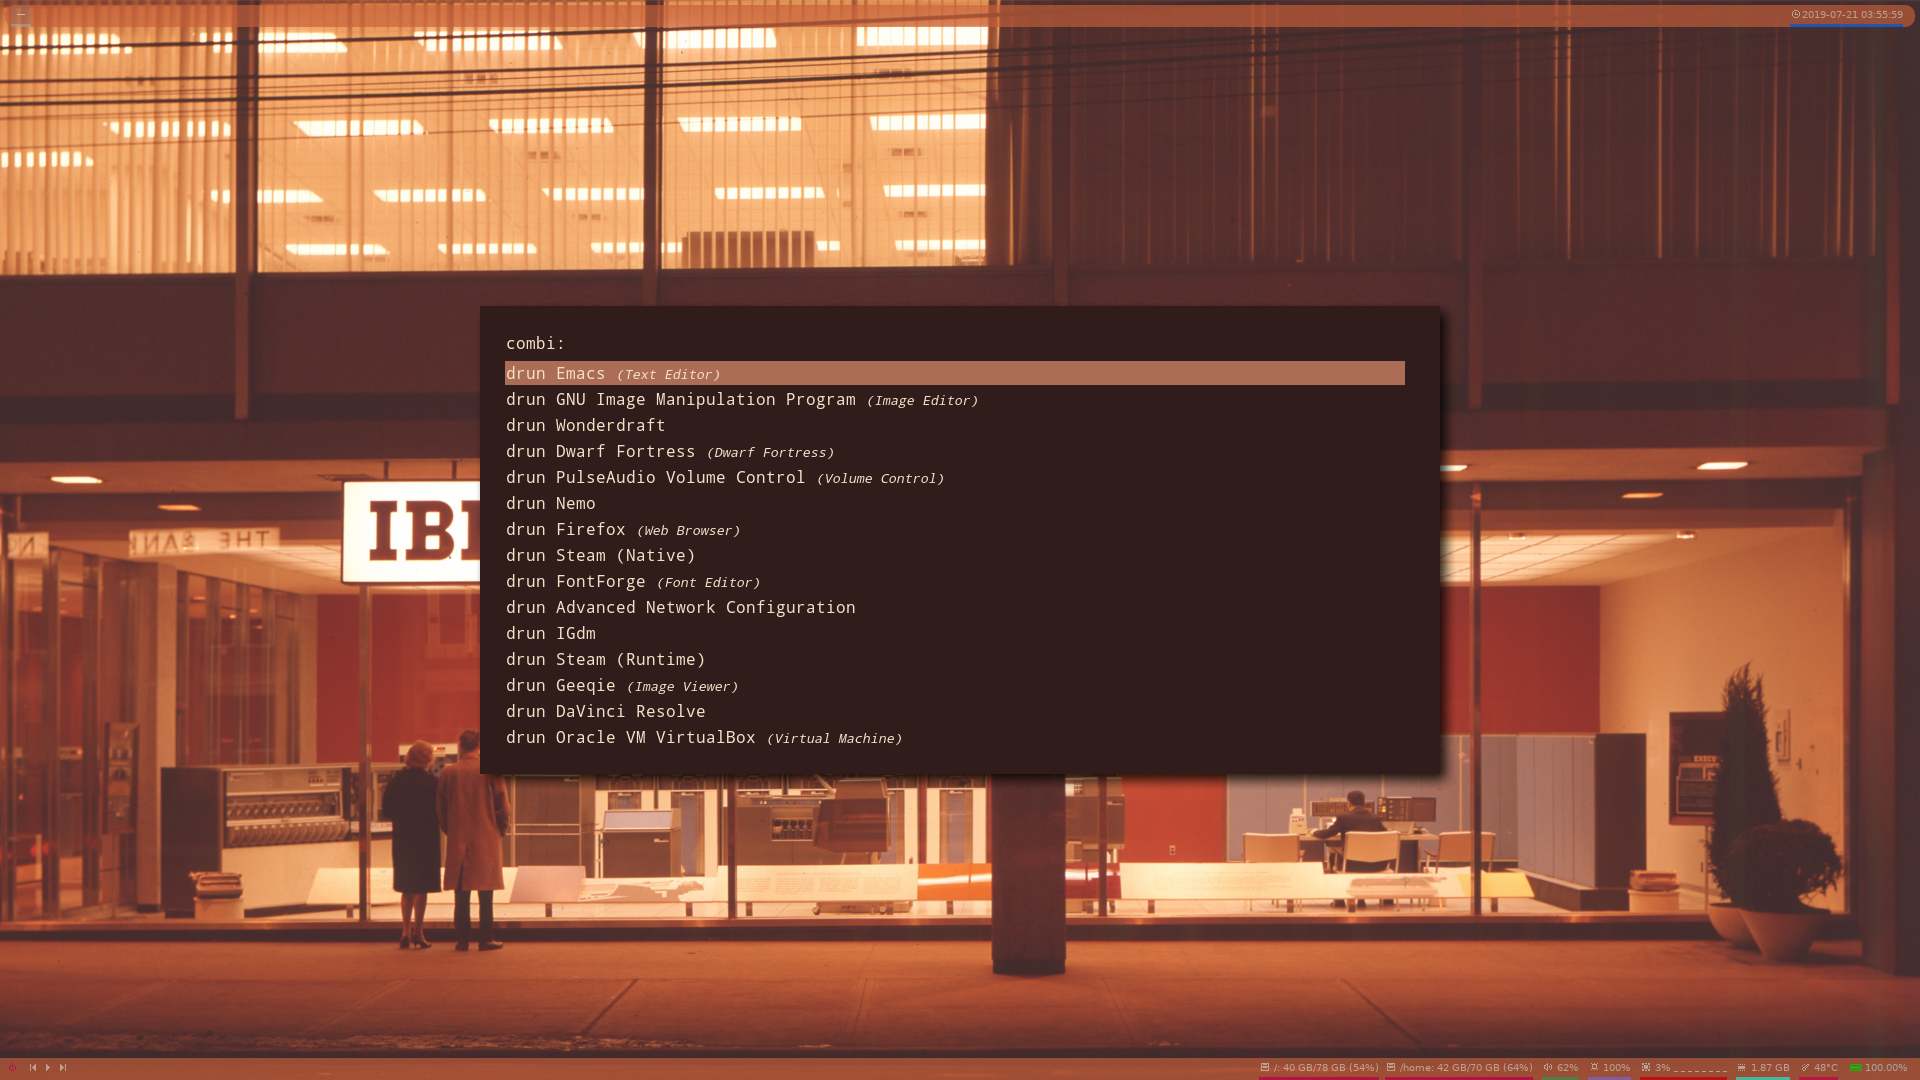 2019-07-21 03:55:59
combi:
drun Emacs (Text Editor)
drun GNU Image Manipulation Program (Image Editor)
drun Wonderdraft
drun Dwarf Fortress (Dwarf Fortress)
drun PulseAudio Volume Control (Volume Control)
drun Nemo
drun Firefox (Web Browser)
drun Steam (Native)
drun FontForge (Font Editor)
drun Advanced Network Configuration
drun IGdm
drun Steam (Runtime)
drun Geeqie (Image Viewer)
drun DaVinci Resolve
drun Oracle VM VirtualBox (Virtual Machine)
IB
THE BANK
EXECU
/: 40 GB/78 GB (54%) /home: 42 GB/70 GB (64%) 62% 100% 3% 1.87 GB 48°C 100.00%